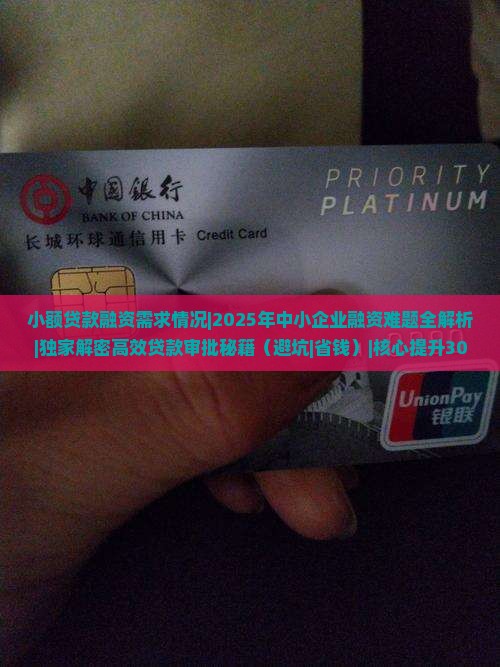 中國銀行
BANK OF CHINA
长城环球通信用卡 Credit Card
PRIORITY
PLATINUM
小额贷款融资需求情况|2025年中小企业融资难题全解析
|独家解密高效贷款审批秘籍（避坑|省钱）|核心提升30
UnionPay
银联